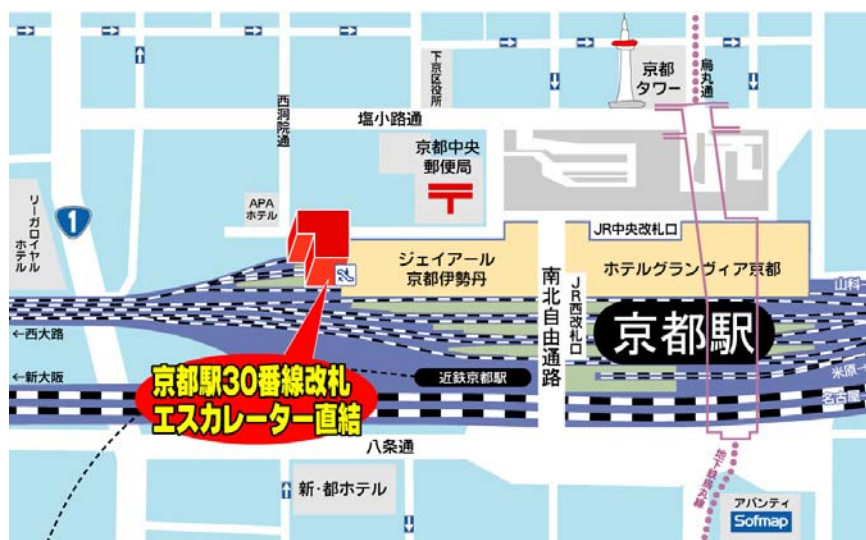 下京区役所
京都
タワー
烏丸通
西洞院通
塩小路通
京都中央
郵便局
リーガロイヤル
ホテル
1
APA
ホテル
JR中央改札口
ジェイアール
京都伊勢丹
ホテルグランヴィア京都
南北自由通路
JR西改札口
山科→
京都駅
←西大路
←新大阪
京都駅30番線改札
エスカレーター直結
近鉄京都駅
米原→
名古屋→
八条通
地下鉄烏丸線
新・都ホテル
アバンティ
Sofmap